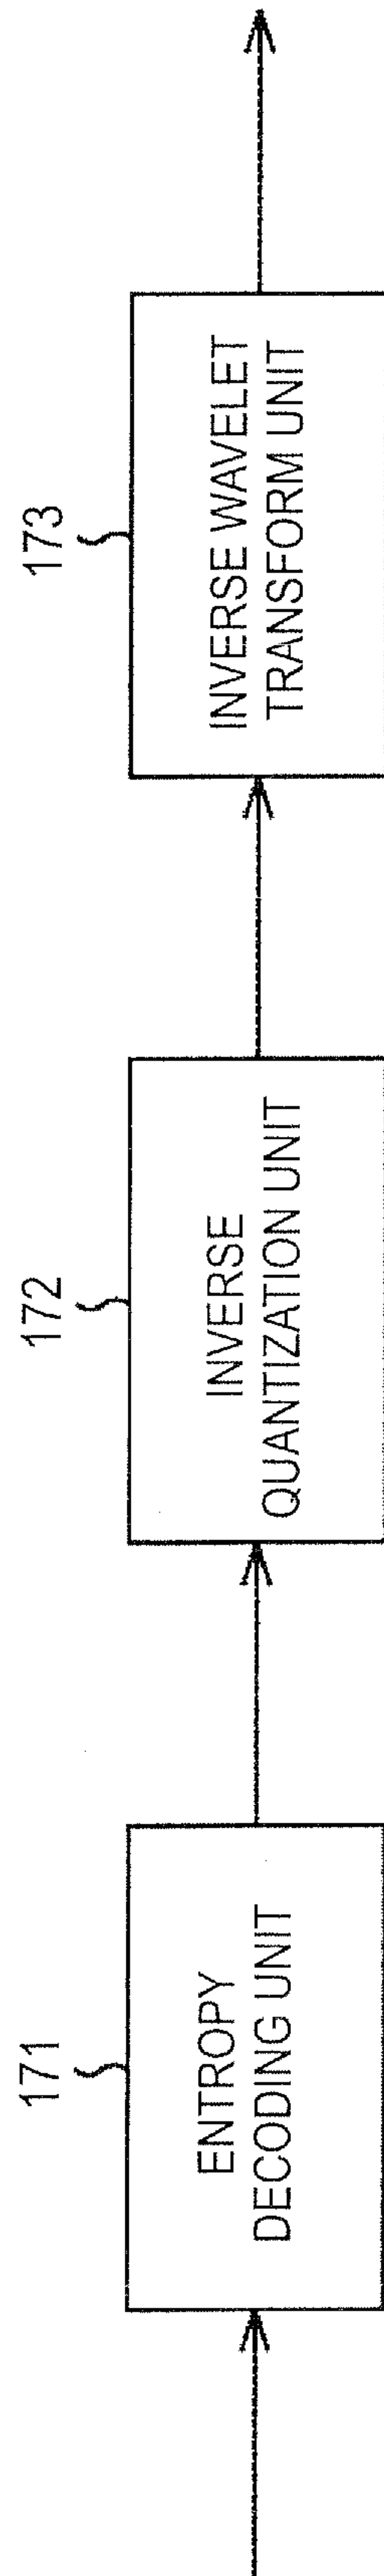 171
ENTROPY
DECODING UNIT
172
INVERSE
QUANTIZATION UNIT
173
INVERSE WAVELET
TRANSFORM UNIT